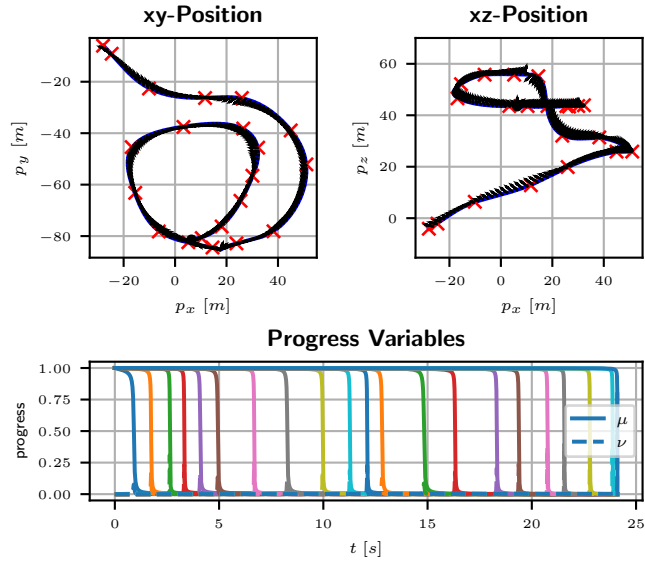 xy-Position
xz-Position
p_y [m]
−20
−40
−60
−80
−20
0
20
40
p_x [m]
p_z [m]
60
40
20
0
−20
0
20
40
p_x [m]
Progress Variables
progress
1.00
0.75
0.50
0.25
0.00
μ
ν
0
5
10
15
20
25
t [s]